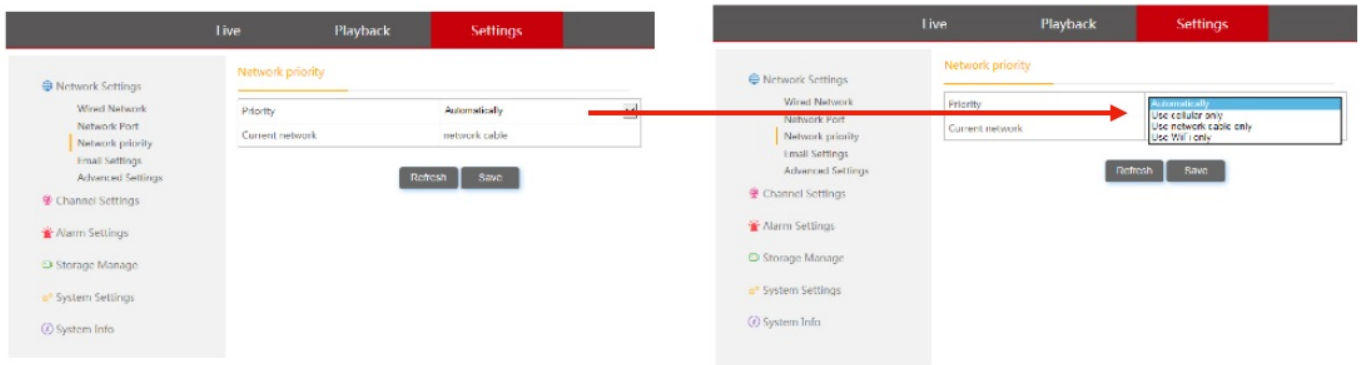 Live Playback Settings
Network Settings
Wired Network
Network Port
Network priority
Email Settings
Advanced Settings
Channel Settings
Alarm Settings
Storage Manage
System Settings
System Info
Network priority
Priority Automatically
Current network network cable
Refresh Save
Live Playback Settings
Network Settings
Wired Network
Network Port
Network priority
Email Settings
Advanced Settings
Channel Settings
Alarm Settings
Storage Manage
System Settings
System Info
Network priority
Priority Automatically
Use cellular only
Current network Use network cable only
Use WiFi only
Refresh Save